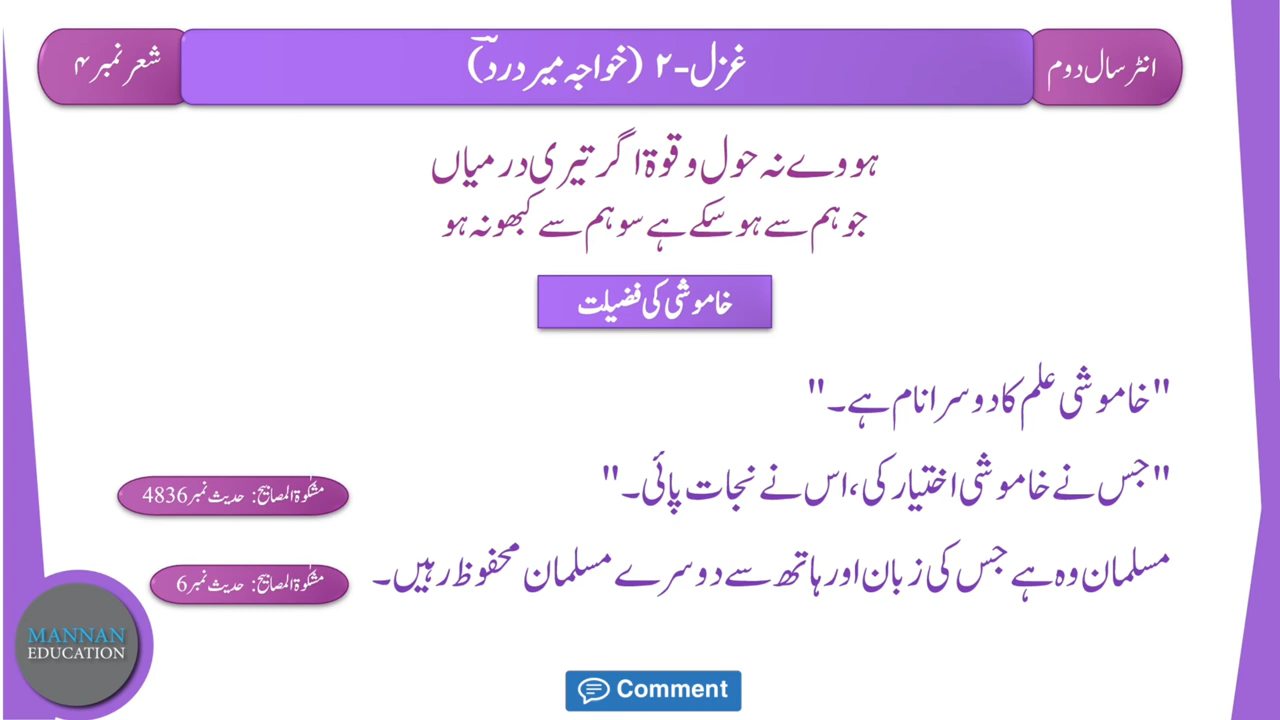 انٹر سال دوم
غزل-۲ (خواجہ میر دردؔ)
شعر نمبر ۴
ہووے نہ حول و قوۃ اگر تیری درمیاں
جو ہم سے ہو سکے ہے سو ہم سے کبھو نہ ہو
خاموشی کی فضیلت
"خاموشی علم کا دوسرا نام ہے۔"
"جس نے خاموشی اختیار کی، اس نے نجات پائی۔"
مشکوٰۃ المصابیح: حدیث نمبر 4836
مسلمان وہ ہے جس کی زبان اور ہاتھ سے دوسرے مسلمان محفوظ رہیں۔
مشکوٰۃ المصابیح: حدیث نمبر 6
MANNAN
EDUCATION
Comment